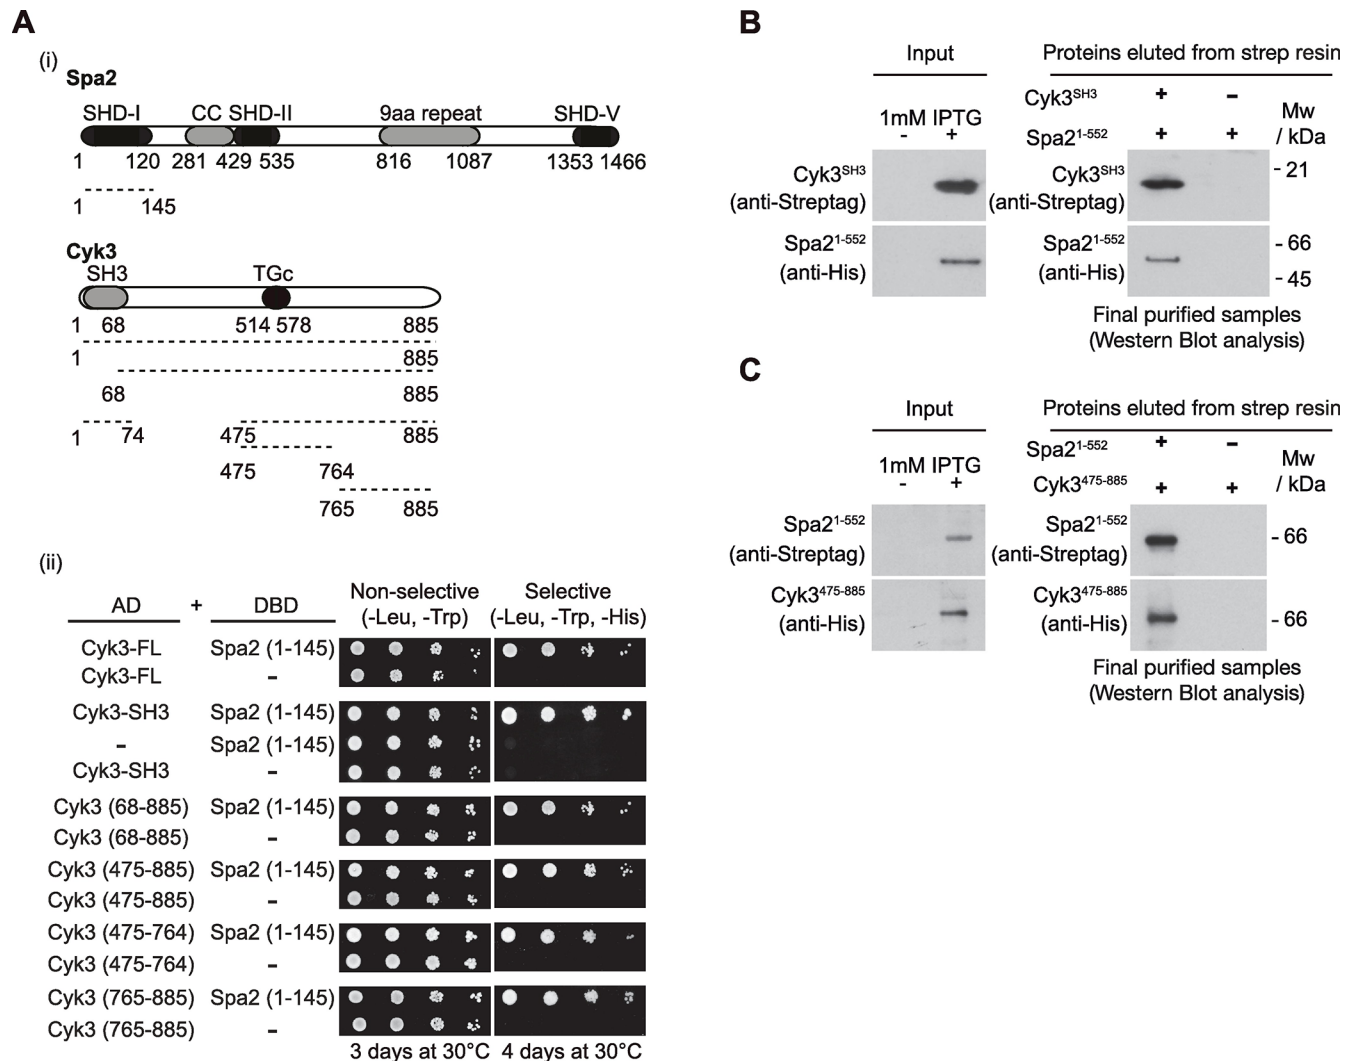 A
(i)
Spa2
SHD-I CC SHD-II 9aa repeat SHD-V
1 120 281 429 535 816 1087 1353 1466
1 145
Cyk3
SH3 TGc
1 68 514 578 885
1 885
68 885
1 74 475 885
475 764
765 885
(ii)
AD + DBD Non-selective (-Leu, -Trp) Selective (-Leu, -Trp, -His)
Cyk3-FL Spa2 (1-145)
Cyk3-FL -
Cyk3-SH3 Spa2 (1-145)
- Spa2 (1-145)
Cyk3-SH3 -
Cyk3 (68-885) Spa2 (1-145)
Cyk3 (68-885) -
Cyk3 (475-885) Spa2 (1-145)
Cyk3 (475-885) -
Cyk3 (475-764) Spa2 (1-145)
Cyk3 (475-764) -
Cyk3 (765-885) Spa2 (1-145)
Cyk3 (765-885) -
3 days at 30°C 4 days at 30°C
B
Input Proteins eluted from strep resin
Cyk3SH3 + -
Spa21-552 + +
1mM IPTG
- +
Mw
/ kDa
Cyk3SH3
(anti-Streptag)
Cyk3SH3
(anti-Streptag)
- 21
Spa21-552
(anti-His)
Spa21-552
(anti-His)
- 66
- 45
Final purified samples
(Western Blot analysis)
C
Input Proteins eluted from strep resin
Spa21-552 + -
Cyk3475-885 + +
1mM IPTG
- +
Mw
/ kDa
Spa21-552
(anti-Streptag)
Spa21-552
(anti-Streptag)
- 66
Cyk3475-885
(anti-His)
Cyk3475-885
(anti-His)
- 66
Final purified samples
(Western Blot analysis)